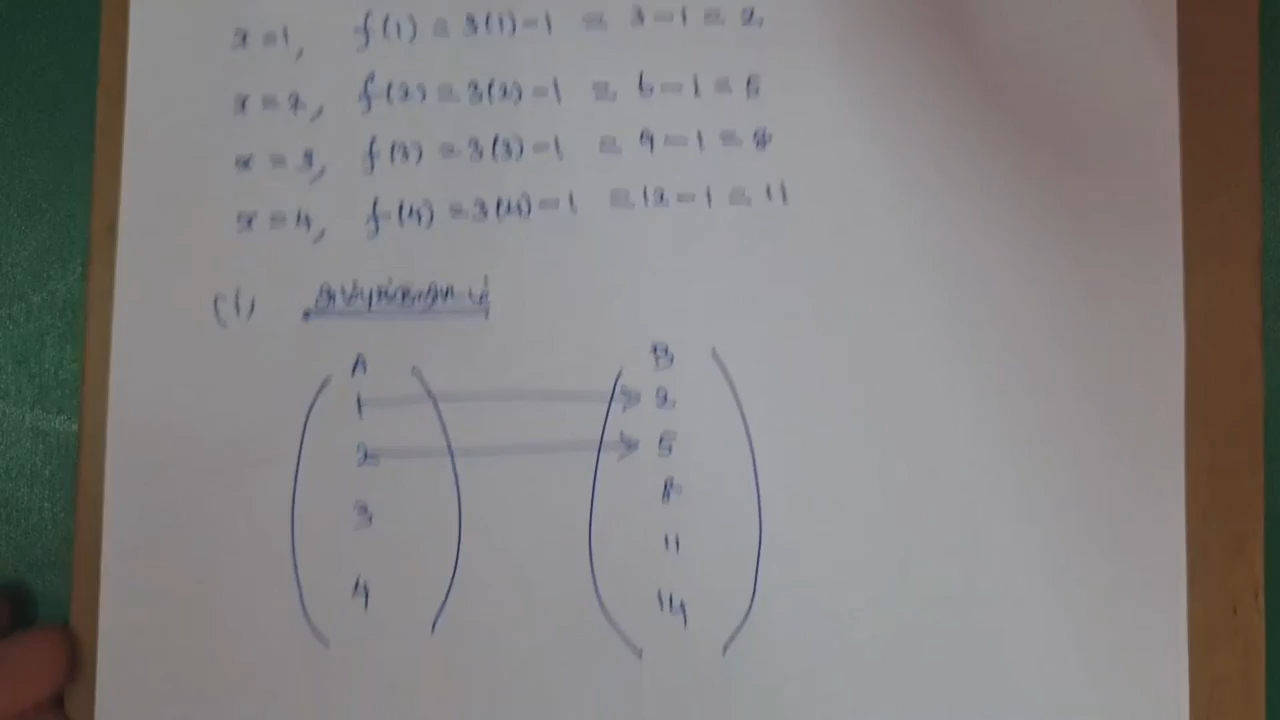 x = 1, f(1) = 3(1) - 1 = 3 - 1 = 2,
x = 2, f(2) = 3(2) - 1 = 6 - 1 = 5
x = 3, f(3) = 3(3) - 1 = 9 - 1 = 8
x = 4, f(4) = 3(4) - 1 = 12 - 1 = 11
(i)
A B
1 2
2 5
3 8
4 11
14